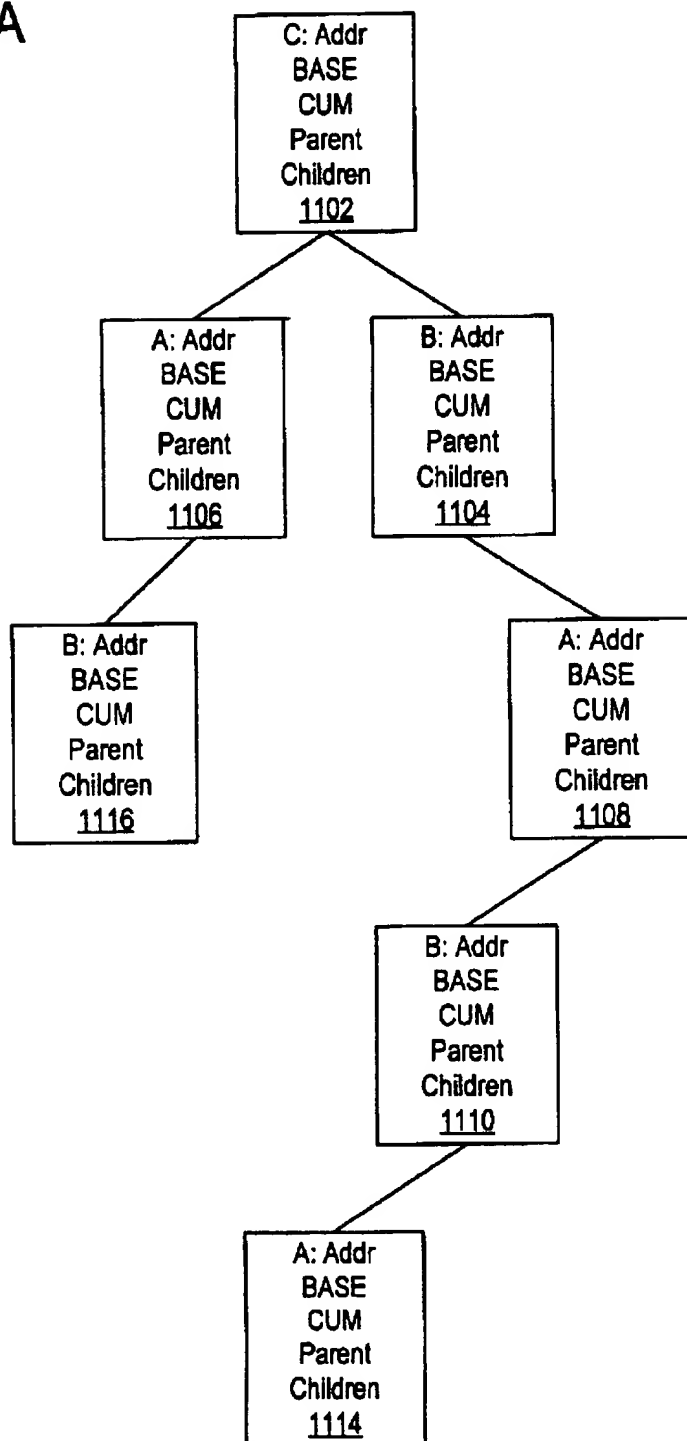 A
C: Addr
BASE
CUM
Parent
Children
1102
A: Addr
BASE
CUM
Parent
Children
1106
B: Addr
BASE
CUM
Parent
Children
1104
B: Addr
BASE
CUM
Parent
Children
1116
A: Addr
BASE
CUM
Parent
Children
1108
B: Addr
BASE
CUM
Parent
Children
1110
A: Addr
BASE
CUM
Parent
Children
1114